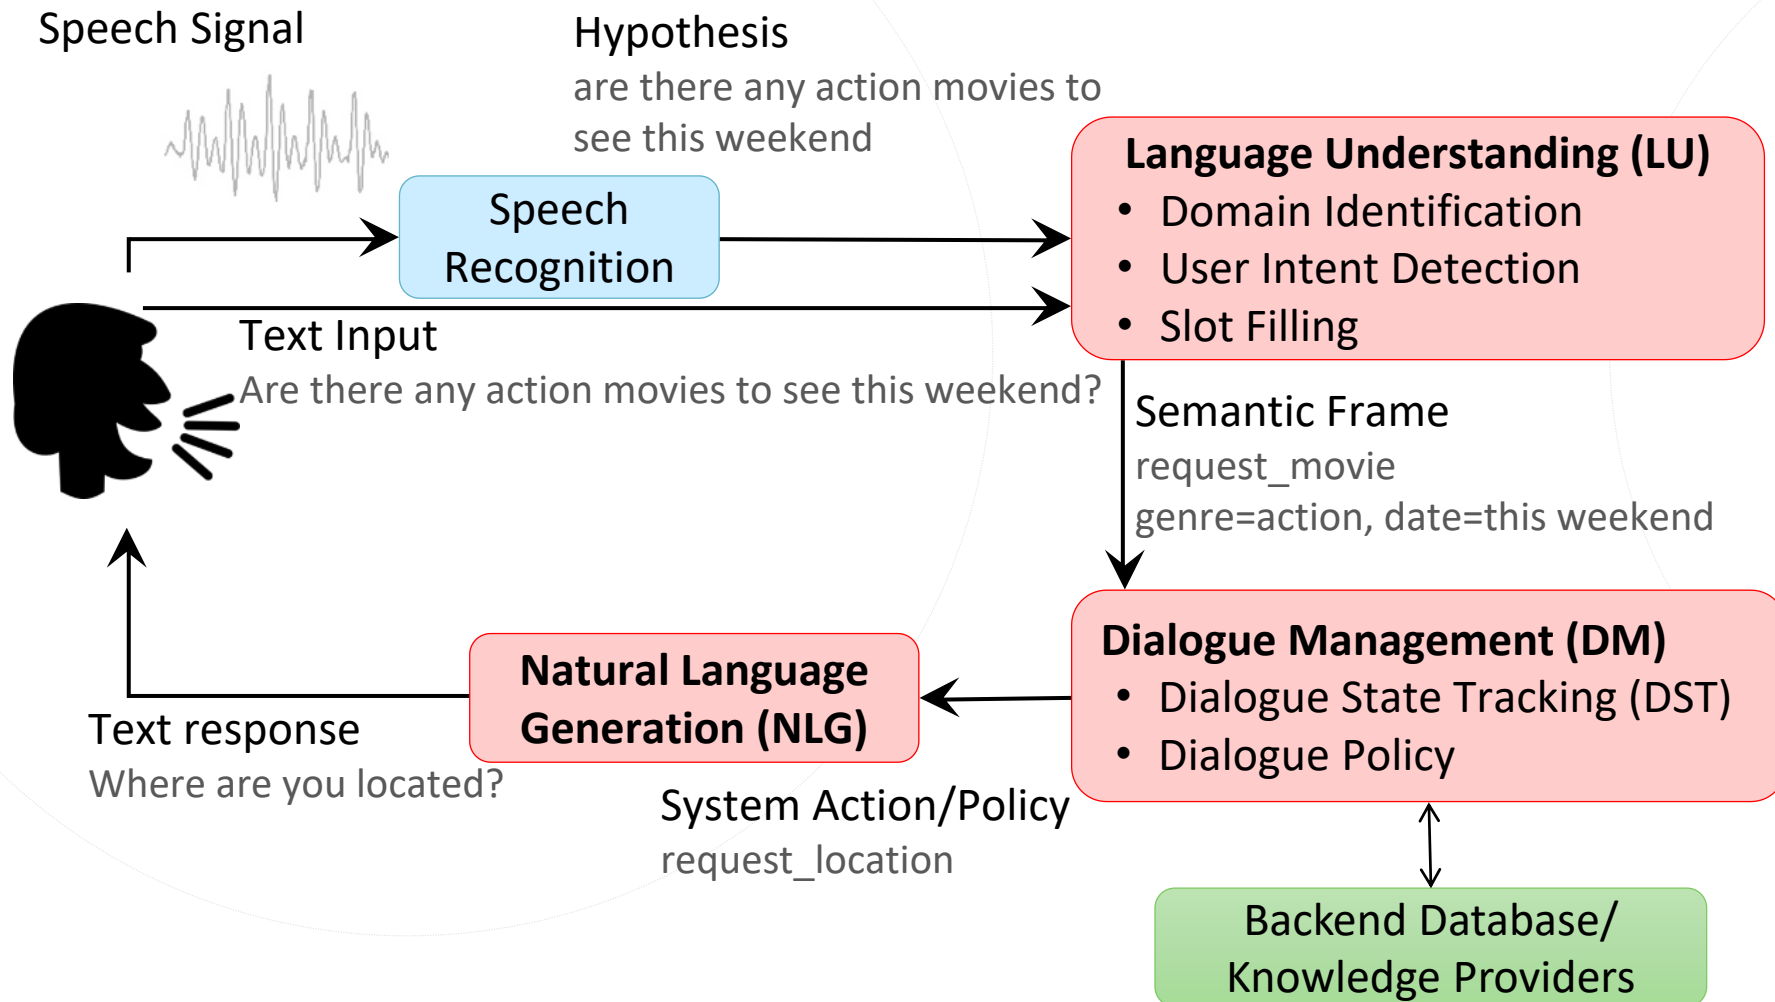 Speech Signal
Hypothesis
are there any action movies to
see this weekend
Speech
Recognition
Language Understanding (LU)
• Domain Identification
• User Intent Detection
• Slot Filling
Text Input
Are there any action movies to see this weekend?
Semantic Frame
request_movie
genre=action, date=this weekend
Dialogue Management (DM)
• Dialogue State Tracking (DST)
• Dialogue Policy
Natural Language
Generation (NLG)
Text response
Where are you located?
System Action/Policy
request_location
Backend Database/
Knowledge Providers